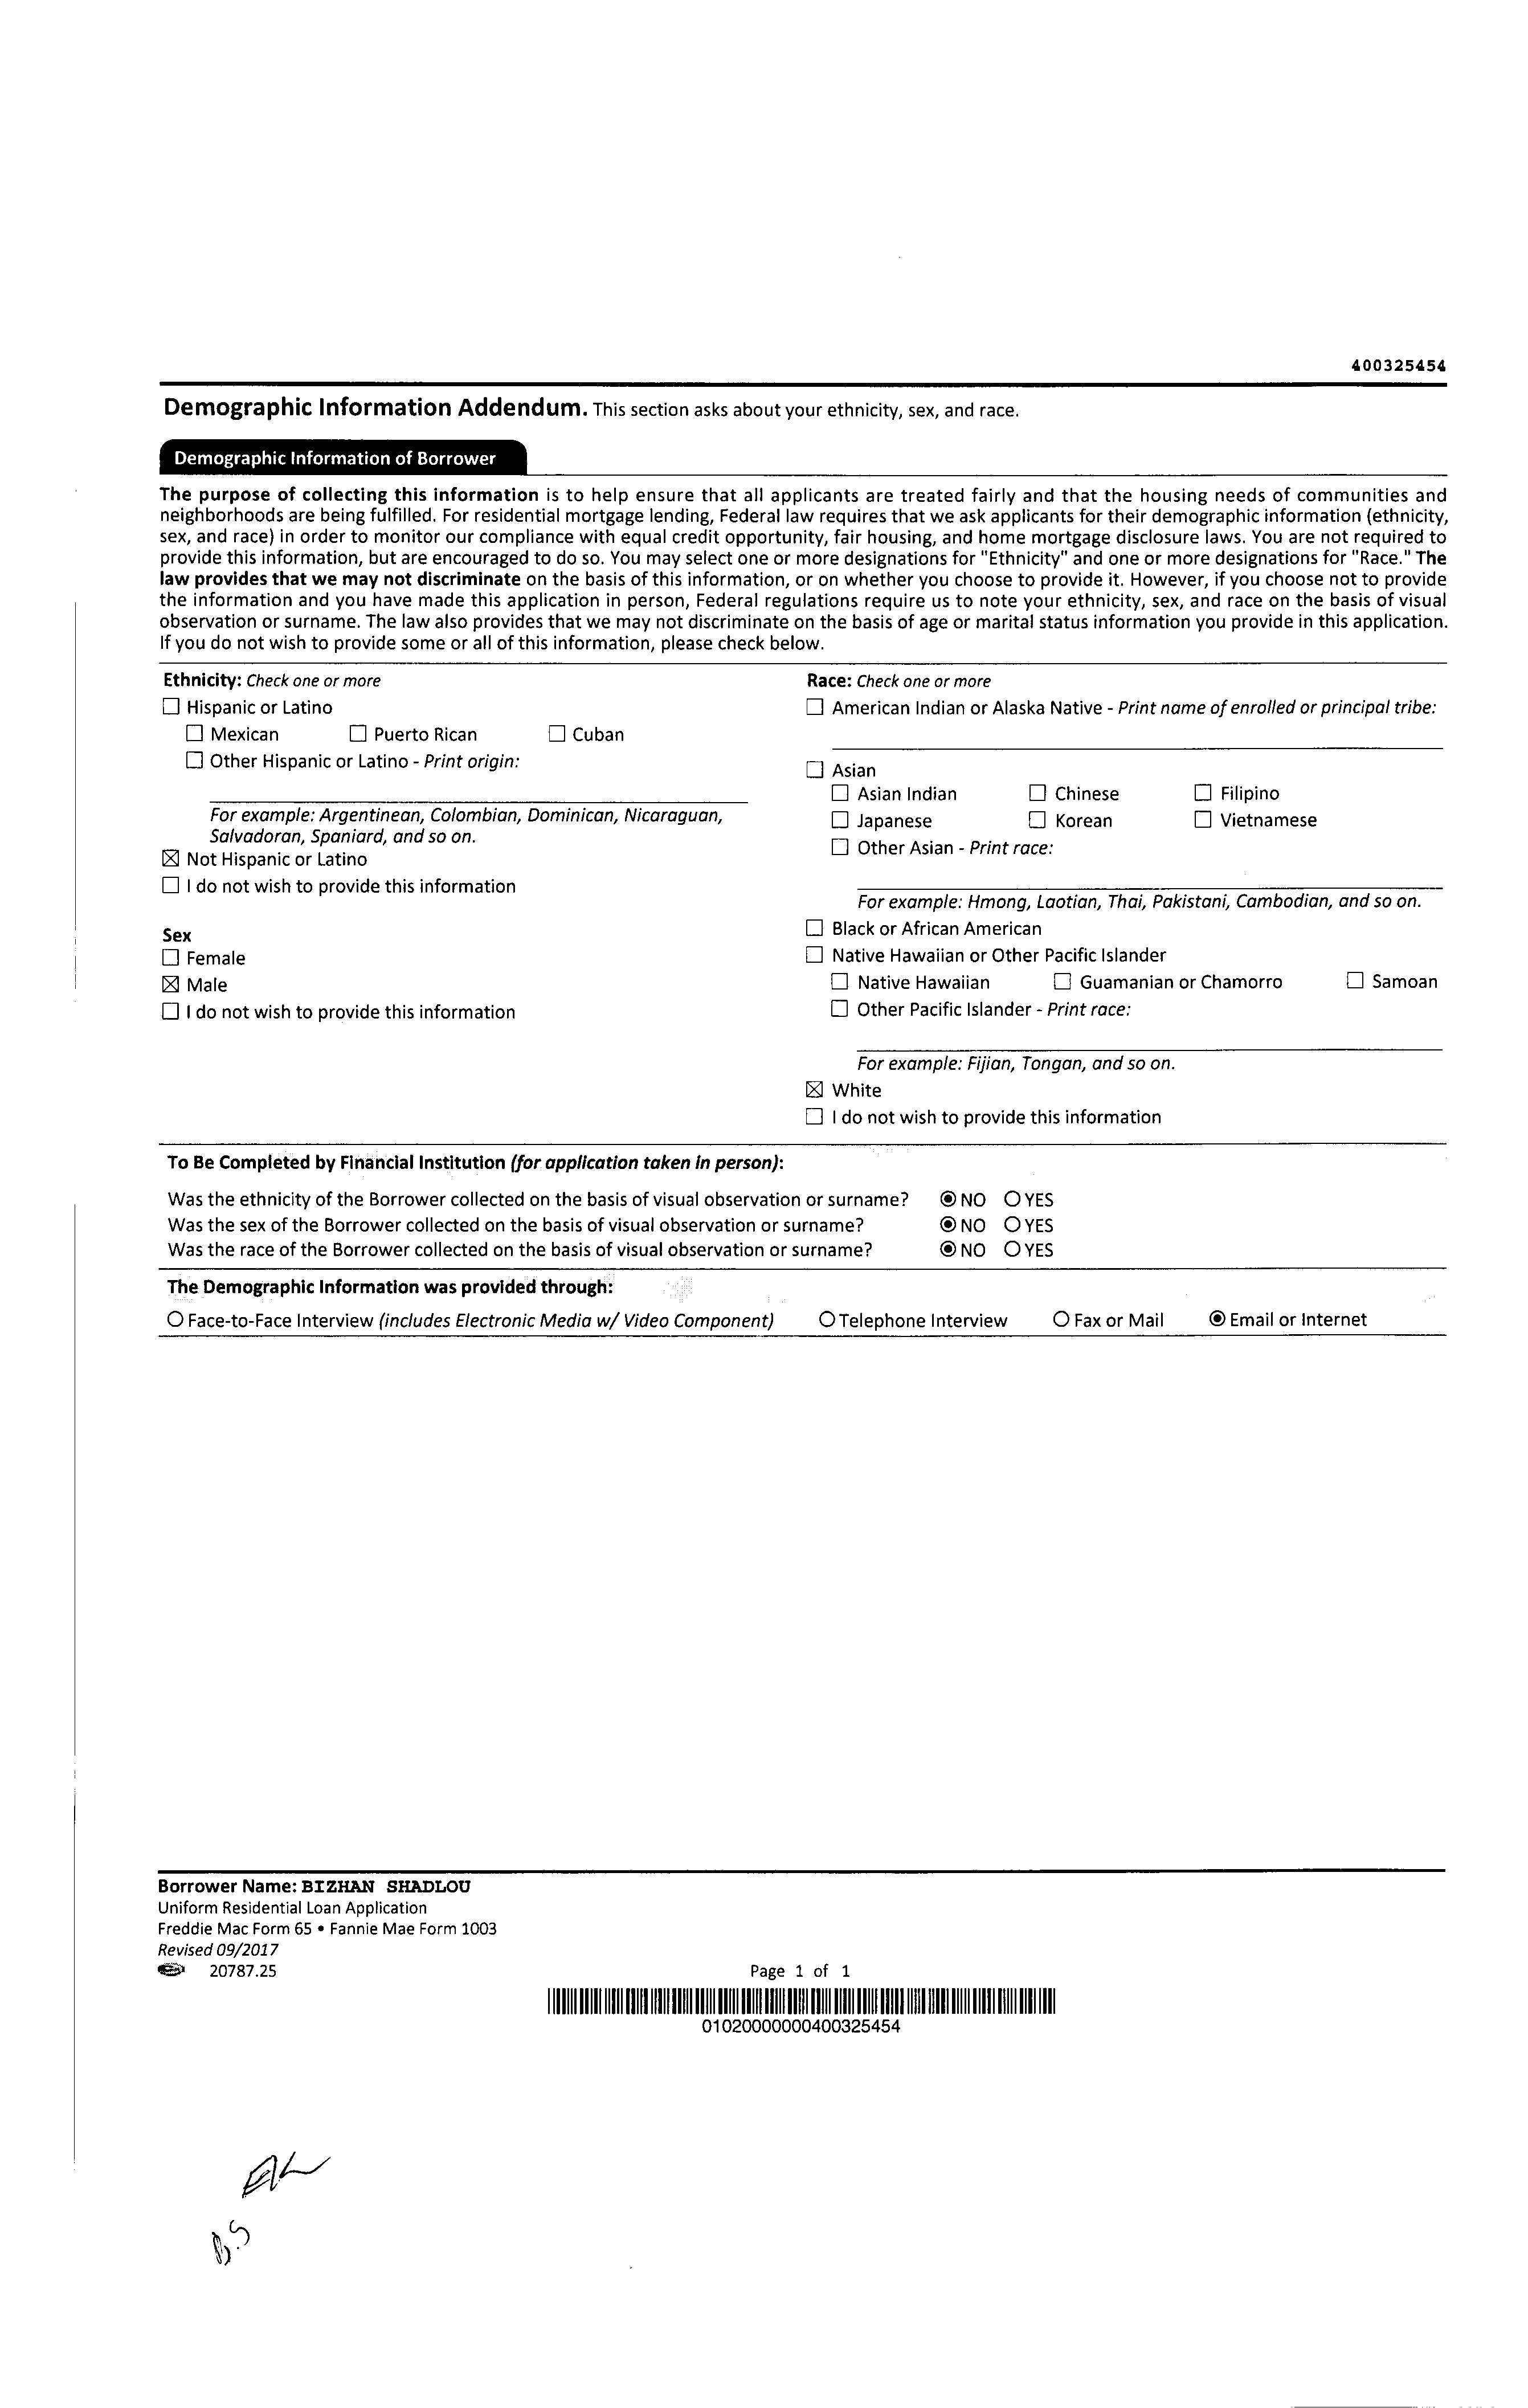 400325454
Demographic Information Addendum. This section asks about your ethnicity, sex, and race.
Demographic Information of Borrower
The purpose of collecting this information is to help ensure that all applicants are treated fairly and that the housing needs of communities and
neighborhoods are being fulfilled. For residential mortgage lending, Federal law requires that we ask applicants for their demographic information (ethnicity,
sex, and race) in order to monitor our compliance with equal credit opportunity, fair housing, and home mortgage disclosure laws. You are not required to
provide this information, but are encouraged to do so. You may select one or more designations for "Ethnicity" and one or more designations for "Race." The
law provides that we may not discriminate on the basis of this information, or on whether you choose to provide it. However, if you choose not to provide
the information and you have made this application in person, Federal regulations require us to note your ethnicity, sex, and race on the basis of visual
observation or surname. The law also provides that we may not discriminate on the basis of age or marital status information you provide in this application.
If you do not wish to provide some or all of this information, please check below.
Ethnicity: Check one or more
☐ Hispanic or Latino
☐ Mexican ☐ Puerto Rican ☐ Cuban
☐ Other Hispanic or Latino - Print origin:
For example: Argentinean, Colombian, Dominican, Nicaraguan,
Salvadoran, Spaniard, and so on.
☒ Not Hispanic or Latino
☐ I do not wish to provide this information
Sex
☐ Female
☒ Male
☐ I do not wish to provide this information
Race: Check one or more
☐ American Indian or Alaska Native - Print name of enrolled or principal tribe:
☐ Asian
☐ Asian Indian ☐ Chinese ☐ Filipino
☐ Japanese ☐ Korean ☐ Vietnamese
☐ Other Asian - Print race:
For example: Hmong, Laotian, Thai, Pakistani, Cambodian, and so on.
☐ Black or African American
☐ Native Hawaiian or Other Pacific Islander
☐ Native Hawaiian ☐ Guamanian or Chamorro ☐ Samoan
☐ Other Pacific Islander - Print race:
For example: Fijian, Tongan, and so on.
☒ White
☐ I do not wish to provide this information
To Be Completed by Financial Institution (for application taken in person):
Was the ethnicity of the Borrower collected on the basis of visual observation or surname? ◉ NO ○ YES
Was the sex of the Borrower collected on the basis of visual observation or surname? ◉ NO ○ YES
Was the race of the Borrower collected on the basis of visual observation or surname? ◉ NO ○ YES
The Demographic Information was provided through:
○ Face-to-Face Interview (includes Electronic Media w/ Video Component) ○ Telephone Interview ○ Fax or Mail ◉ Email or Internet
Borrower Name: BIZHAN SHADLOU
Uniform Residential Loan Application
Freddie Mac Form 65 • Fannie Mae Form 1003
Revised 09/2017
20787.25
Page 1 of 1
01020000000400325454
B.S